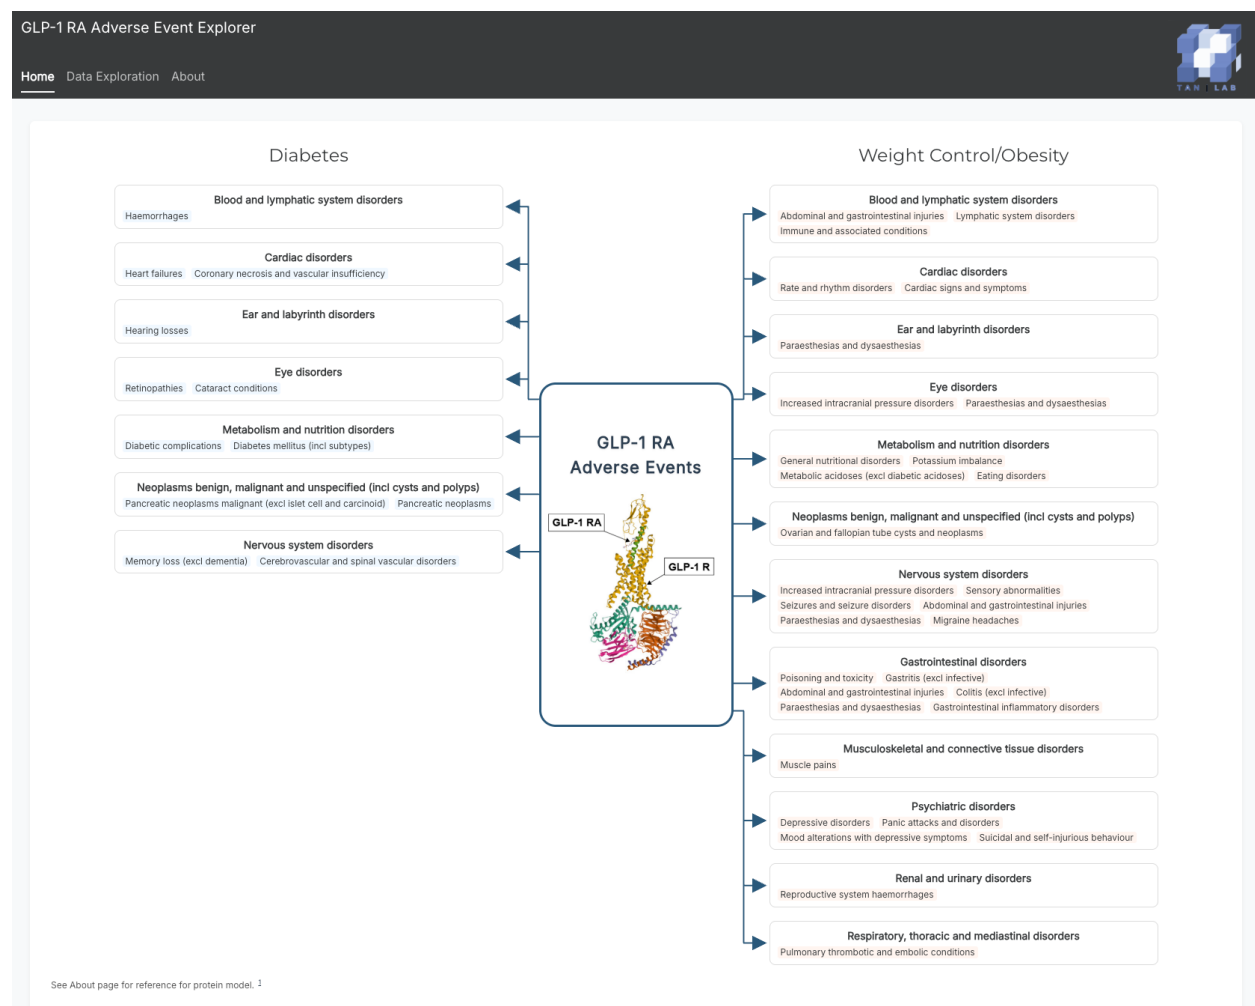 GLP-1 RA Adverse Event Explorer
Home Data Exploration About
TAN | LAB
Diabetes
Blood and lymphatic system disorders
Haemorrhages
Cardiac disorders
Heart failures Coronary necrosis and vascular insufficiency
Ear and labyrinth disorders
Hearing losses
Eye disorders
Retinopathies Cataract conditions
Metabolism and nutrition disorders
Diabetic complications Diabetes mellitus (incl subtypes)
Neoplasms benign, malignant and unspecified (incl cysts and polyps)
Pancreatic neoplasms malignant (excl islet cell and carcinoid) Pancreatic neoplasms
Nervous system disorders
Memory loss (excl dementia) Cerebrovascular and spinal vascular disorders
GLP-1 RA
Adverse Events
GLP-1 RA
GLP-1 R
Weight Control/Obesity
Blood and lymphatic system disorders
Abdominal and gastrointestinal injuries Lymphatic system disorders
Immune and associated conditions
Cardiac disorders
Rate and rhythm disorders Cardiac signs and symptoms
Ear and labyrinth disorders
Paraesthesias and dysaesthesias
Eye disorders
Increased intracranial pressure disorders Paraesthesias and dysaesthesias
Metabolism and nutrition disorders
General nutritional disorders Potassium imbalance
Metabolic acidoses (excl diabetic acidoses) Eating disorders
Neoplasms benign, malignant and unspecified (incl cysts and polyps)
Ovarian and fallopian tube cysts and neoplasms
Nervous system disorders
Increased intracranial pressure disorders Sensory abnormalities
Seizures and seizure disorders Abdominal and gastrointestinal injuries
Paraesthesias and dysaesthesias Migraine headaches
Gastrointestinal disorders
Poisoning and toxicity Gastritis (excl infective)
Abdominal and gastrointestinal injuries Colitis (excl infective)
Paraesthesias and dysaesthesias Gastrointestinal inflammatory disorders
Musculoskeletal and connective tissue disorders
Muscle pains
Psychiatric disorders
Depressive disorders Panic attacks and disorders
Mood alterations with depressive symptoms Suicidal and self-injurious behaviour
Renal and urinary disorders
Reproductive system haemorrhages
Respiratory, thoracic and mediastinal disorders
Pulmonary thrombotic and embolic conditions
See About page for reference for protein model. 1